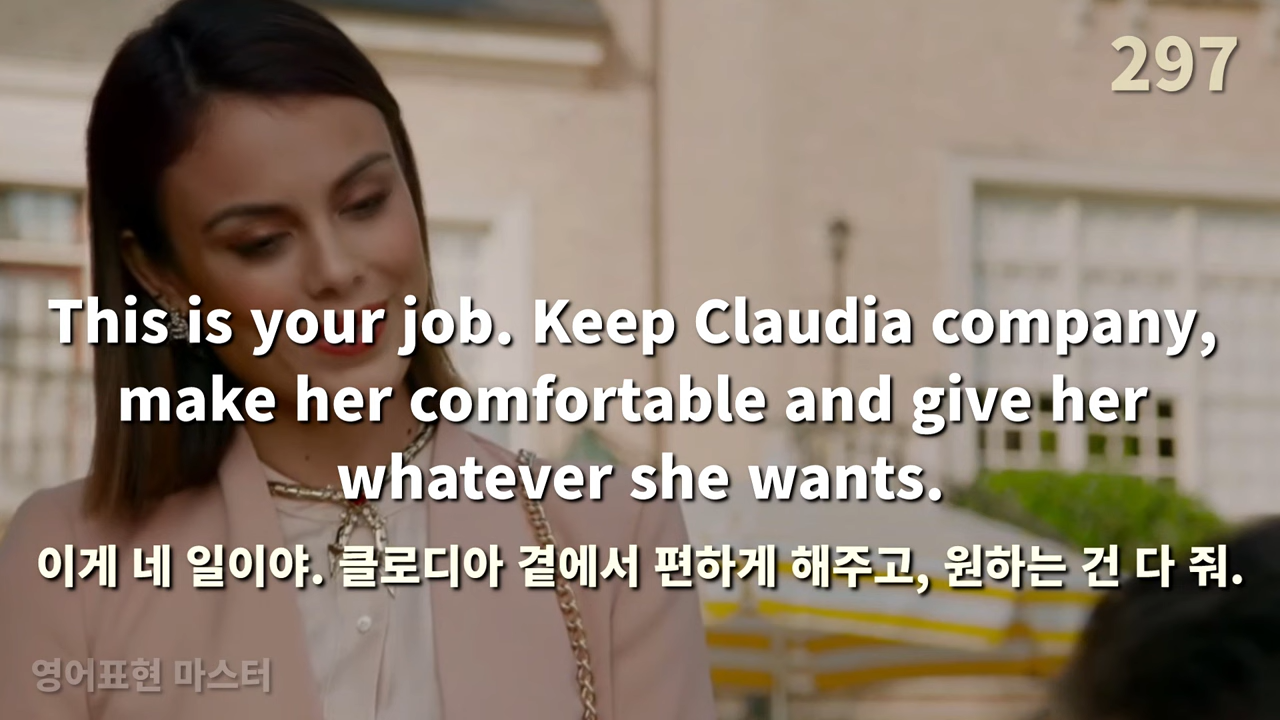 297
This is your job. Keep Claudia company,
make her comfortable and give her
whatever she wants.
이게 네 일이야. 클로디아 곁에서 편하게 해주고, 원하는 건 다 줘.
영어표현 마스터